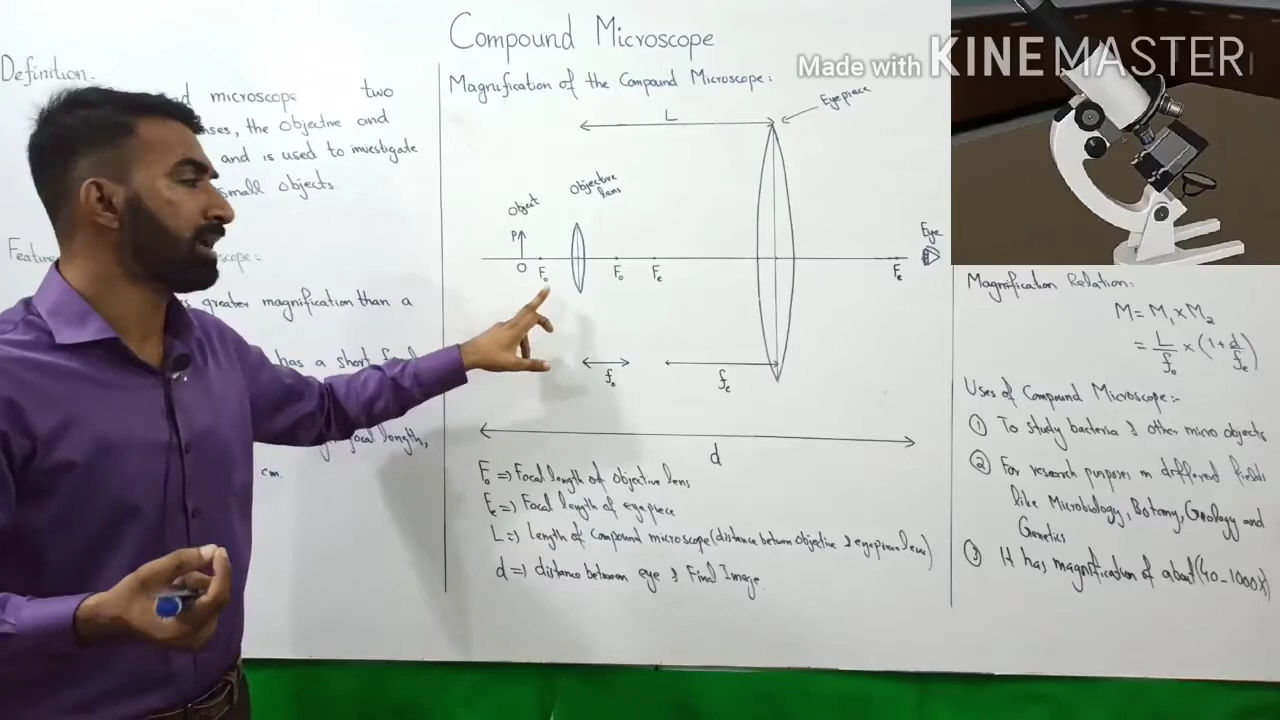 Compound Microscope
Made with KINEMASTER
Definition:-
microscope two
the objective and
and is used to investigate
small objects
greater magnification than a
has a short
focal length,
cm.
Magnification of the Compound Microscope:
L
Eyepiece
Objective
lens
Object
P
O
Fo
Fo
Fe
Fe
Eye
fo
fe
d
Fo => Focal length of objective lens
Fe => Focal length of eyepiece
L => Length of compound microscope (distance between objective & eyepiece lens)
d => distance between eye & Final Image
Magnification Relation:
M = M1 x M2
= L/fo x (1+d/fe)
Uses of Compound Microscope:-
① To study bacteria & other micro objects
② For research purposes in different fields
like Microbiology, Botany, Geology and
Genetics
③ It has magnification of about (40-1000X)